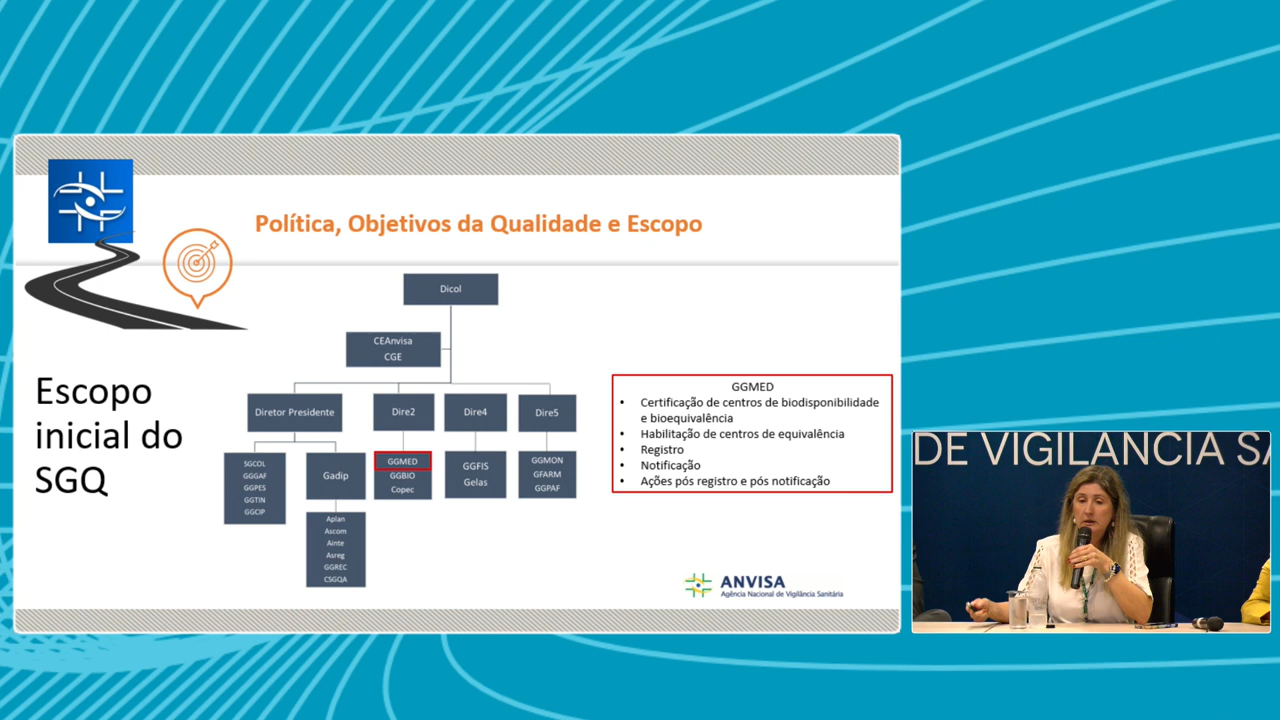 Política, Objetivos da Qualidade e Escopo
Escopo
inicial do
SGQ
Dicol
CEAnvisa
CGE
Diretor Presidente
Dire2
Dire4
Dire5
SGCOL
GGGAF
GGPES
GGTIN
GGCIP
Gadip
GGMED
GGBIO
Copec
GGFIS
Gelas
GGMON
GFARM
GGPAF
Aplan
Ascom
Ainte
Asreg
GGREC
CSGQA
GGMED
• Certificação de centros de biodisponibilidade
e bioequivalência
• Habilitação de centros de equivalência
• Registro
• Notificação
• Ações pós registro e pós notificação
ANVISA
Agência Nacional de Vigilância Sanitária
DE VIGILÂNCIA SA